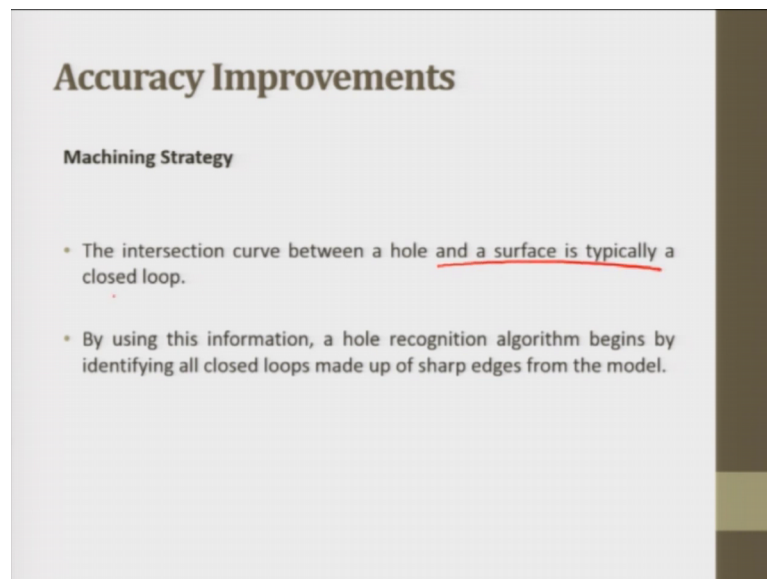 Accuracy Improvements
Machining Strategy
• The intersection curve between a hole and a surface is typically a
closed loop.
• By using this information, a hole recognition algorithm begins by
identifying all closed loops made up of sharp edges from the model.